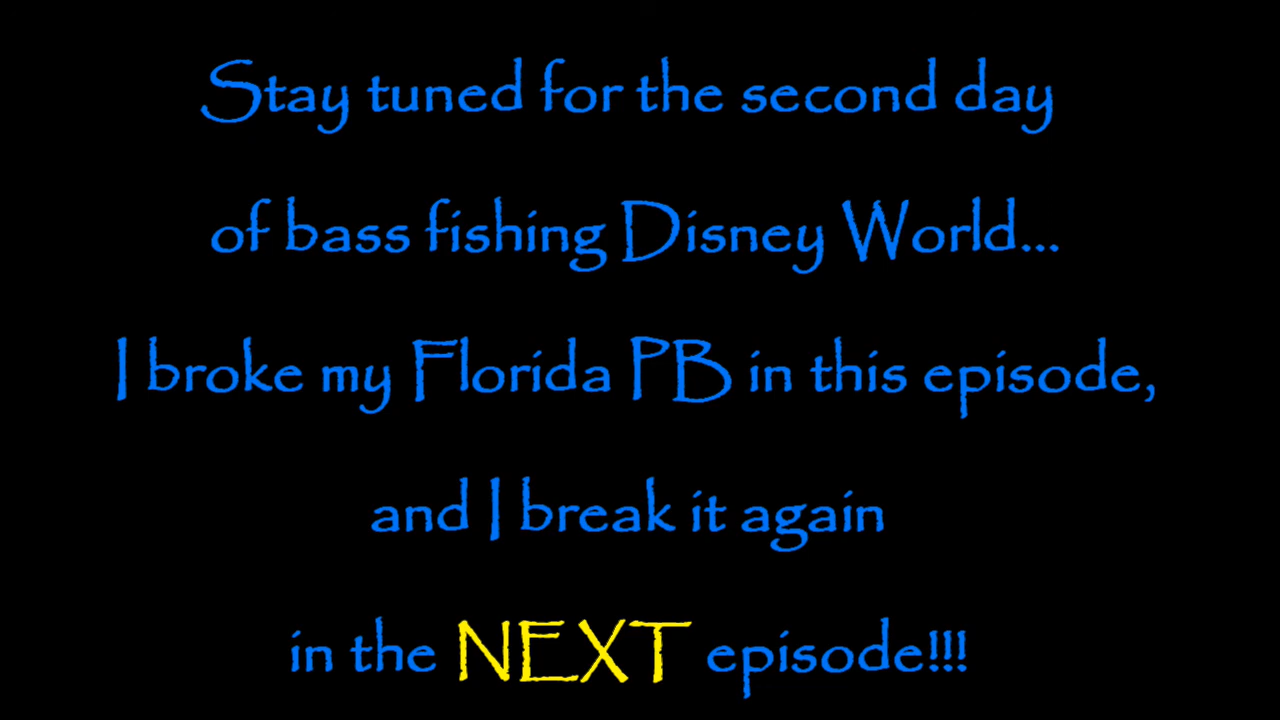 Stay tuned for the second day
of bass fishing Disney World...
I broke my Florida PB in this episode,
and I break it again
in the NEXT episode!!!